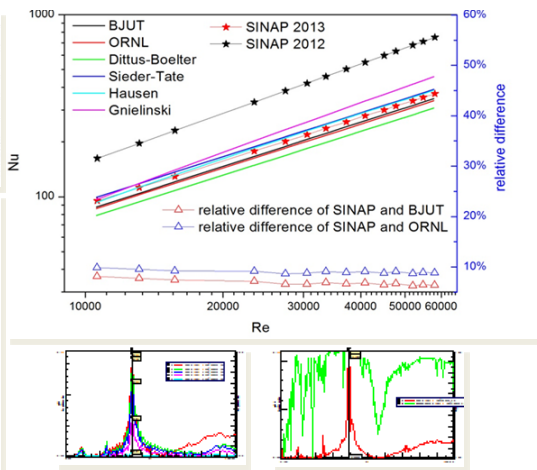 1000
60%
BJUT
SINAP 2013
ORNL
SINAP 2012
Dittus-Boelter
50%
Sieder-Tate
Hausen
Gnielinski
40%
Nu
relative difference
30%
100
relative difference of SINAP and BJUT
20%
relative difference of SINAP and ORNL
10%
10000 20000 30000 40000 50000 60000
Re